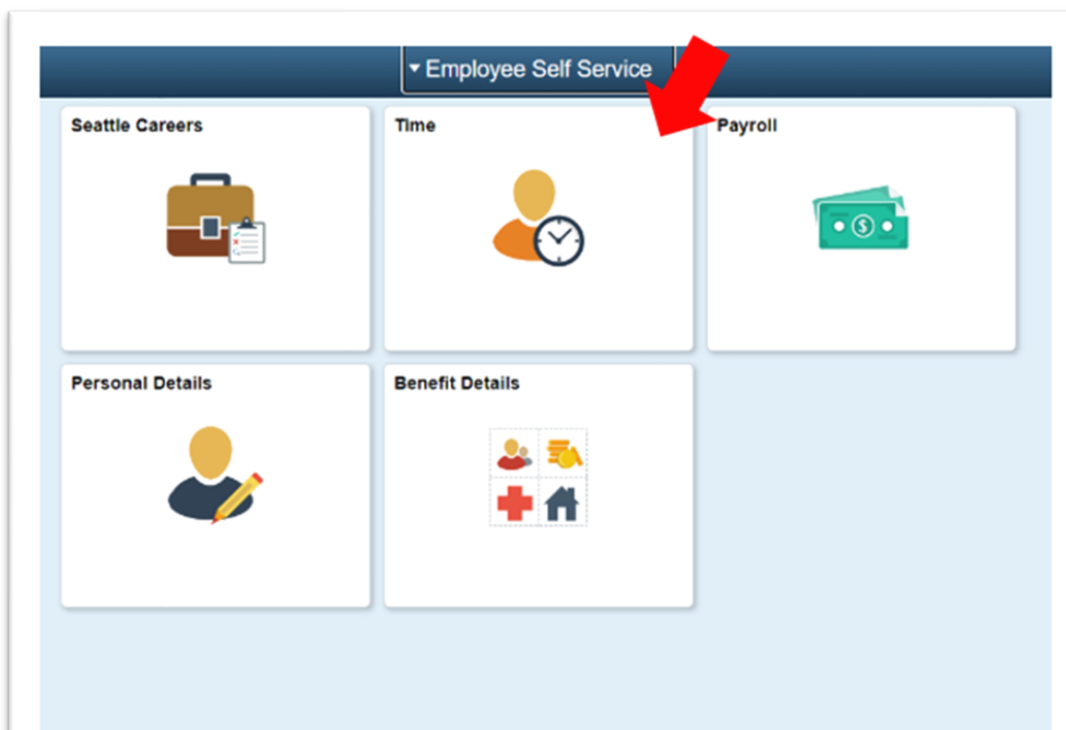 Employee Self Service
Seattle Careers
Time
Payroll
$
Personal Details
Benefit Details